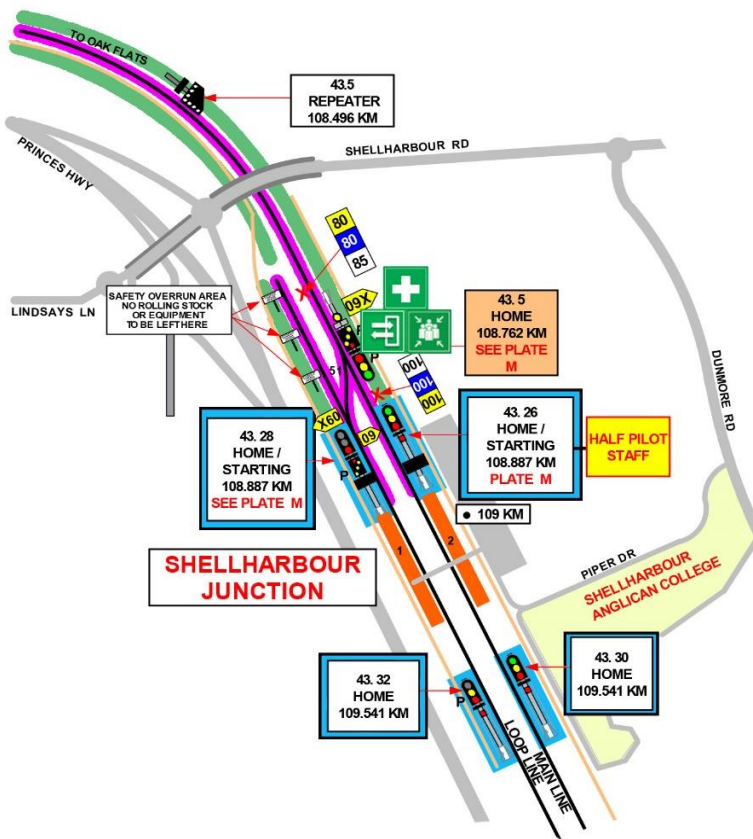 TO OAK FLATS
43.5
REPEATER
108.496 KM
PRINCES HWY
SHELLHARBOUR RD
80
80
85
LINDSAYS LN
SAFETY OVERRUN AREA
NO ROLLING STOCK
OR EQUIPMENT
TO BE LEFT HERE
X60
P
P
43. 5
HOME
108.762 KM
SEE PLATE
M
51
100
100
100
DUNMORE RD
X60
60
43. 28
HOME /
STARTING
108.887 KM
SEE PLATE M
P
43. 26
HOME /
STARTING
108.887 KM
PLATE M
HALF PILOT
STAFF
109 KM
1
2
SHELLHARBOUR
JUNCTION
PIPER DR
SHELLHARBOUR
ANGLICAN COLLEGE
43. 32
HOME
109.541 KM
P
43. 30
HOME
109.541 KM
LOOP LINE
MAIN LINE